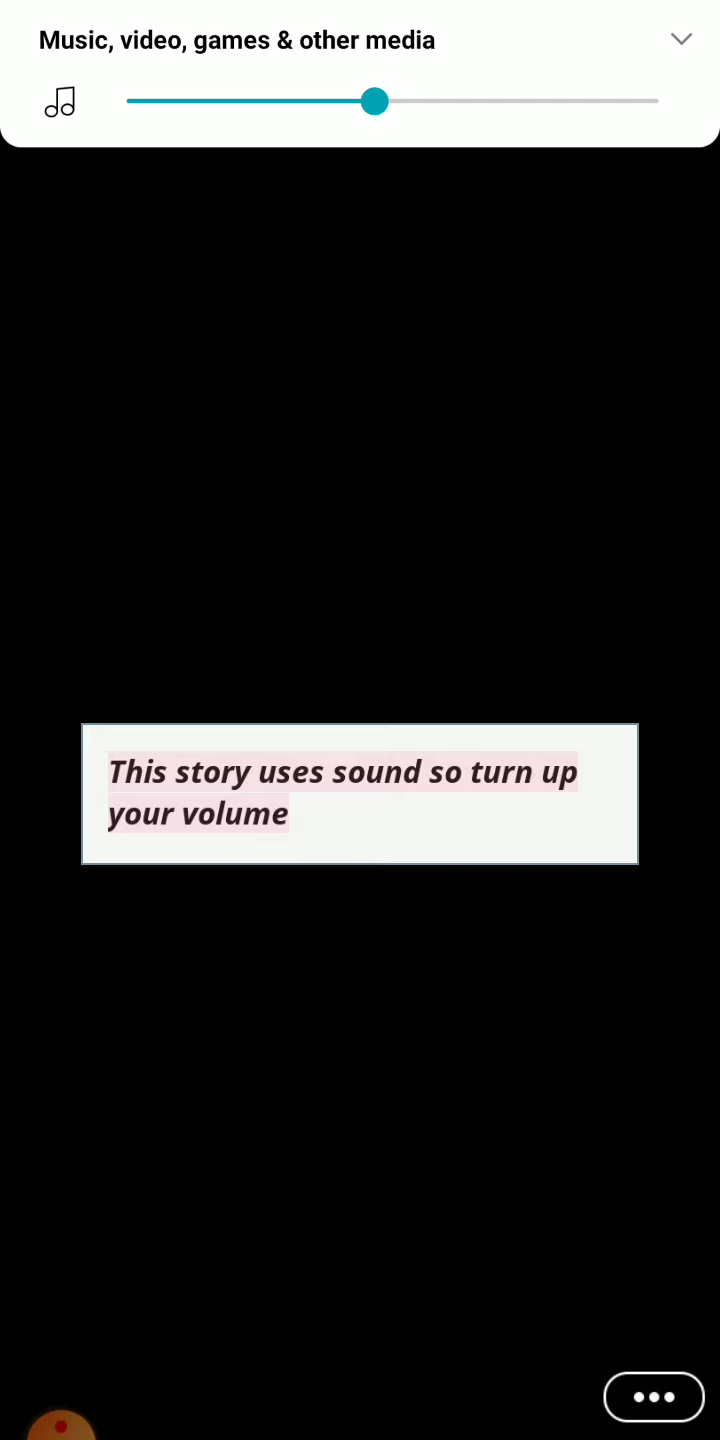 Music, video, games & other media
This story uses sound so turn up
your volume